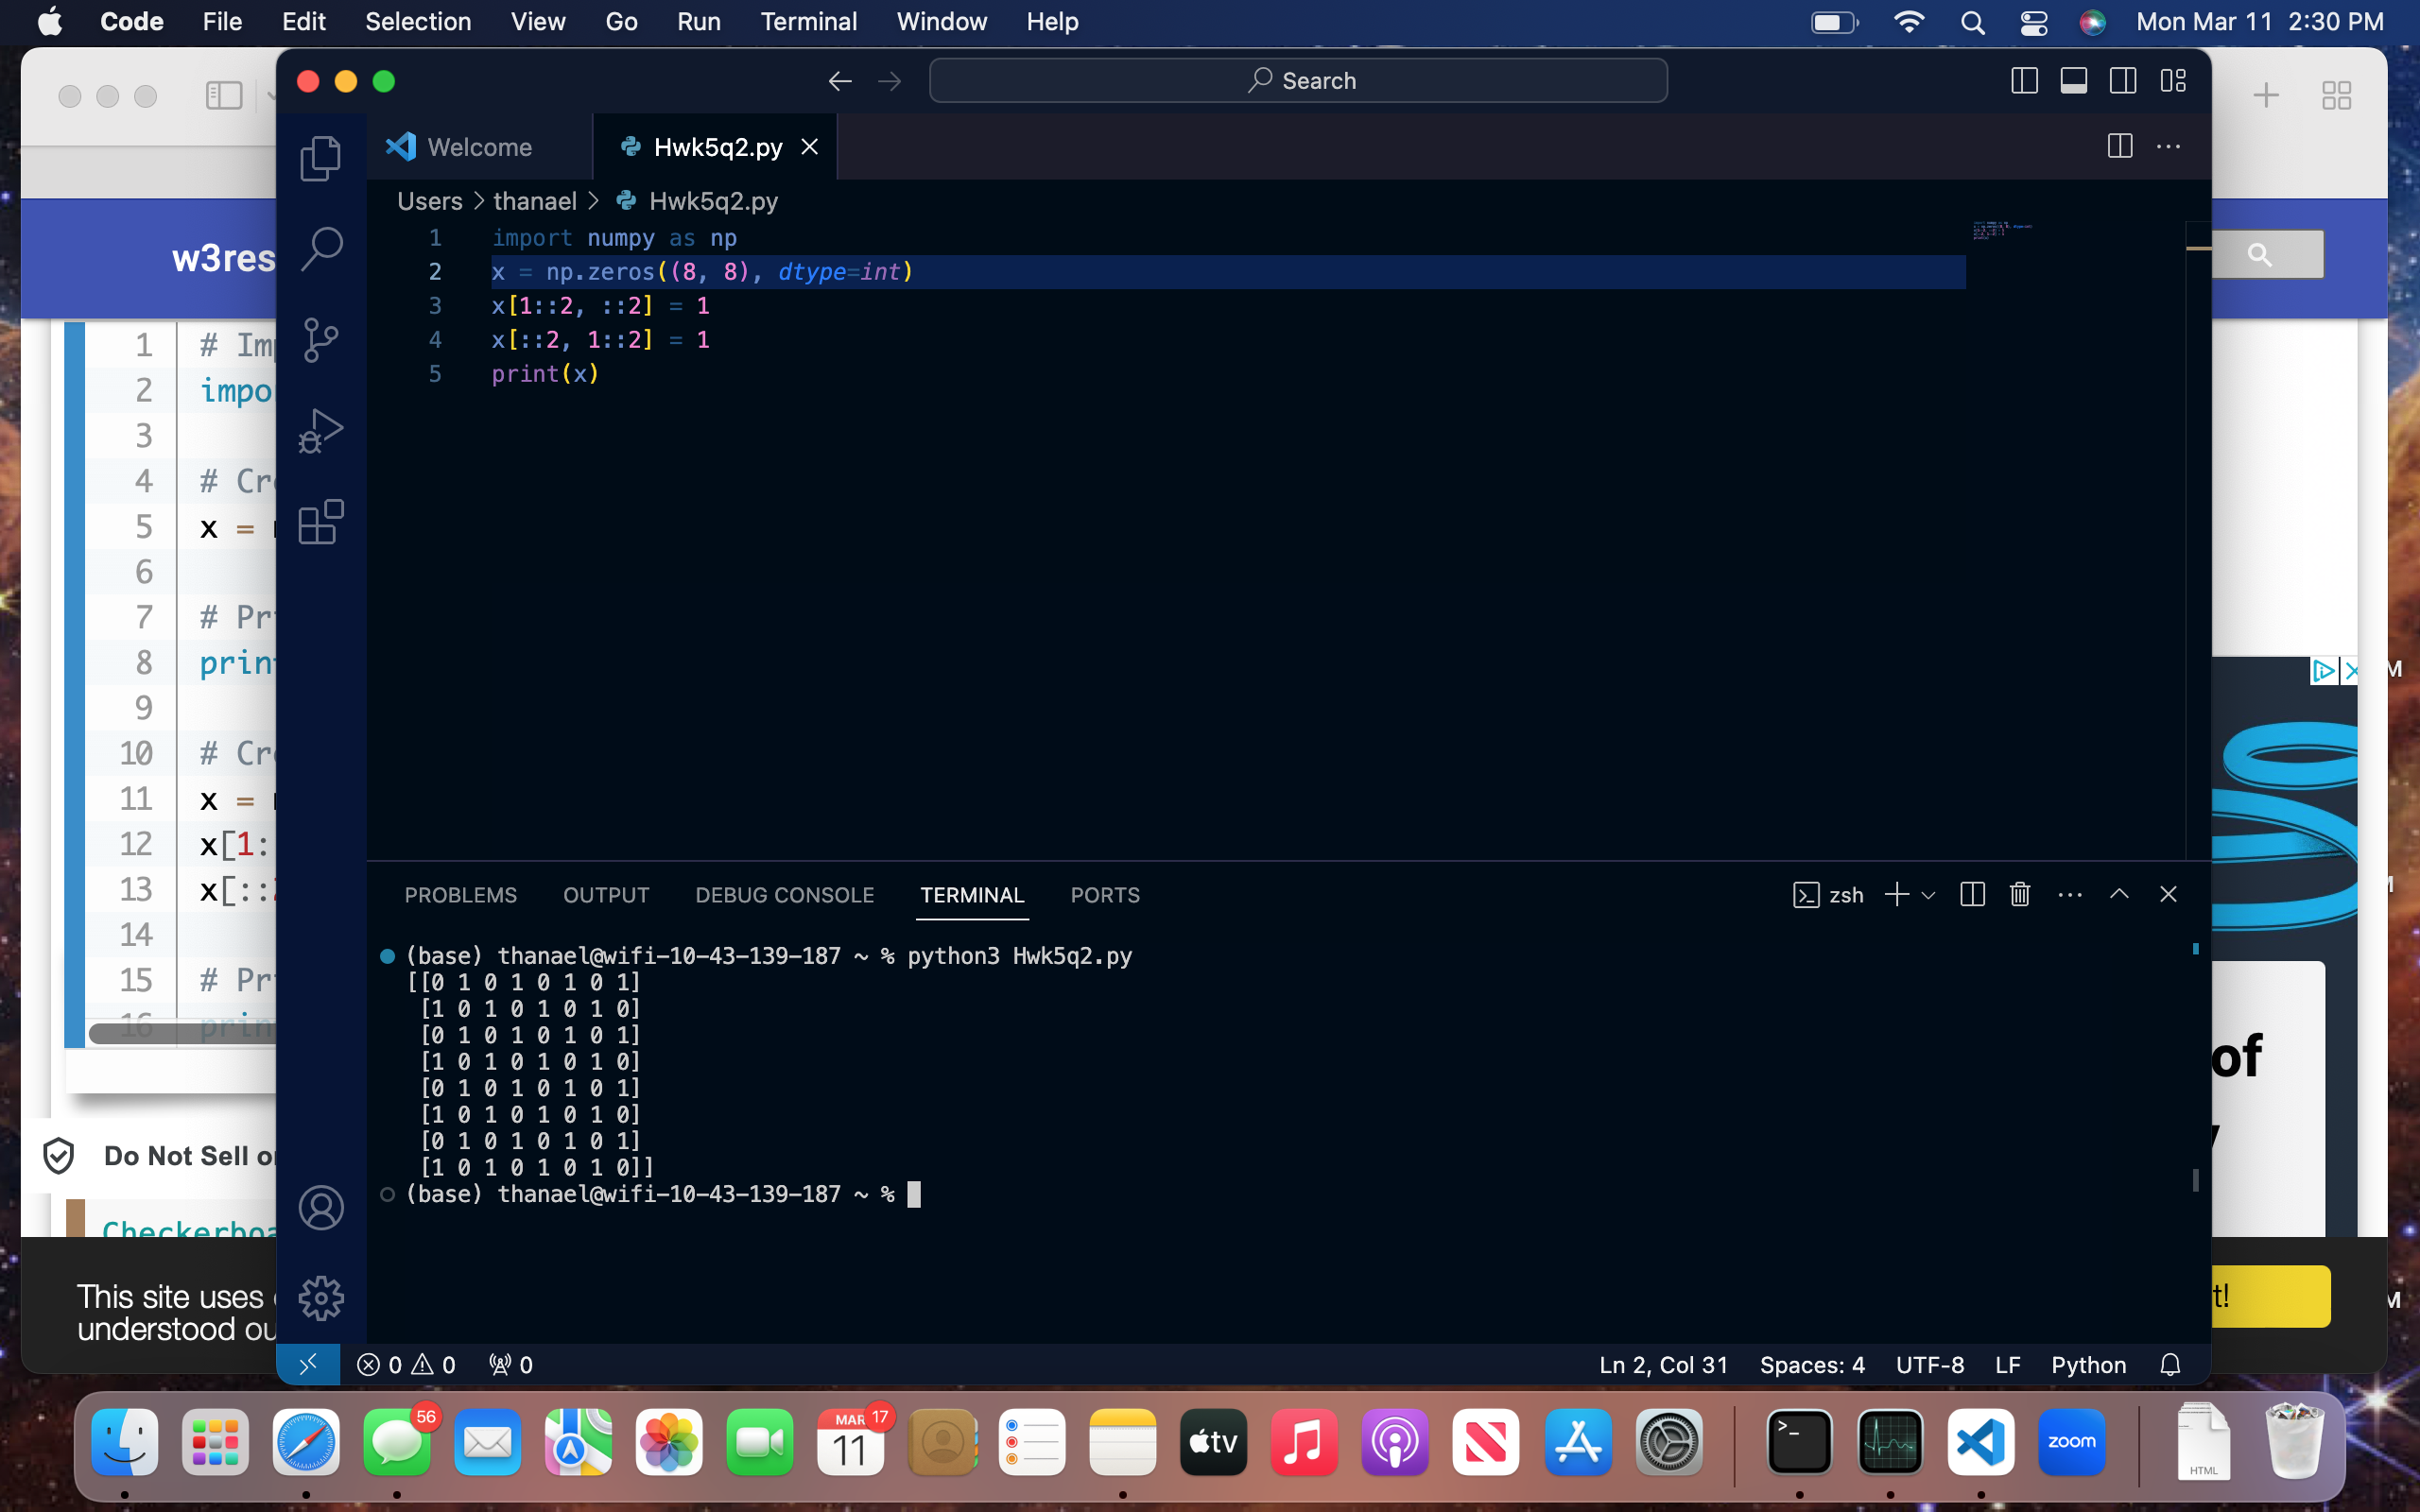 Code File Edit Selection View Go Run Terminal Window Help Mon Mar 11 2:30 PM
Search
Welcome Hwk5q2.py
Users > thanael > Hwk5q2.py
1 import numpy as np
2 x = np.zeros((8, 8), dtype=int)
3 x[1::2, ::2] = 1
4 x[::2, 1::2] = 1
5 print(x)
w3res
1 # Im
2 impo
3
4 # Cr
5 x =
6
7 # Pr
8 prin
9
10 # Cr
11 x =
12 x[1:
13 x[::
14
15 # Pr
16 prin
Do Not Sell o
Checkerboa
This site uses
understood ou
PROBLEMS OUTPUT DEBUG CONSOLE TERMINAL PORTS zsh
(base) thanael@wifi-10-43-139-187 ~ % python3 Hwk5q2.py
[[0 1 0 1 0 1 0 1]
[1 0 1 0 1 0 1 0]
[0 1 0 1 0 1 0 1]
[1 0 1 0 1 0 1 0]
[0 1 0 1 0 1 0 1]
[1 0 1 0 1 0 1 0]
[0 1 0 1 0 1 0 1]
[1 0 1 0 1 0 1 0]]
(base) thanael@wifi-10-43-139-187 ~ %
of
t!
M
M
0 0 0 Ln 2, Col 31 Spaces: 4 UTF-8 LF Python
56
MAR 17
11
tv
zoom
HTML